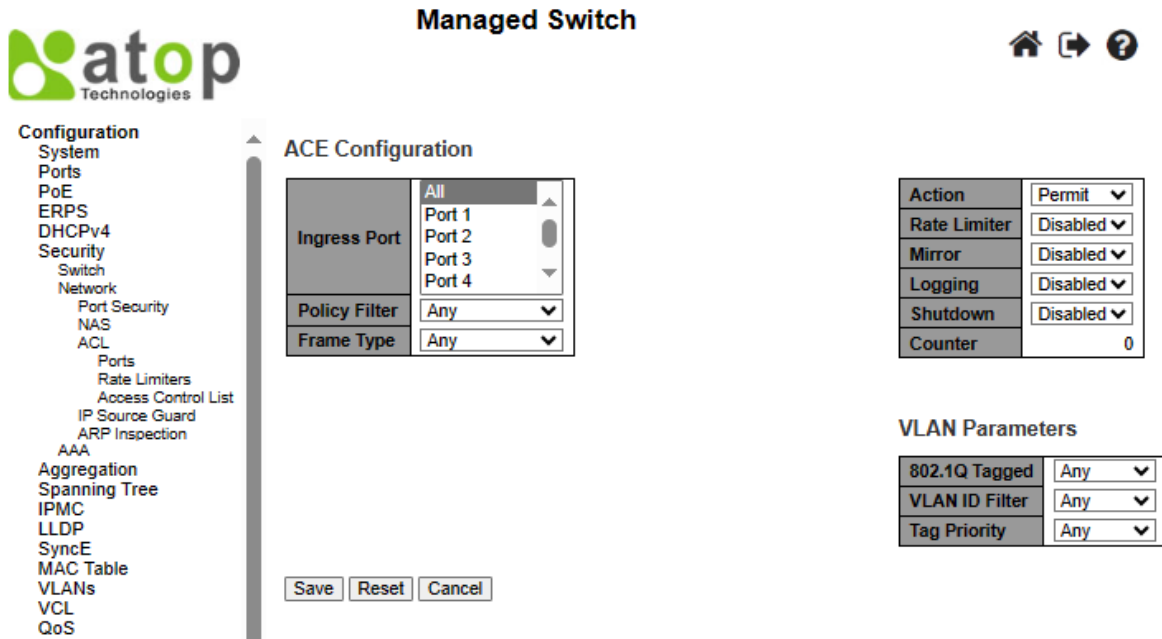 Managed Switch
atop
Technologies
Configuration
System
Ports
PoE
ERPS
DHCPv4
Security
Switch
Network
Port Security
NAS
ACL
Ports
Rate Limiters
Access Control List
IP Source Guard
ARP Inspection
AAA
Aggregation
Spanning Tree
IPMC
LLDP
SyncE
MAC Table
VLANs
VCL
QoS
ACE Configuration
Ingress Port
All
Port 1
Port 2
Port 3
Port 4
Policy Filter Any
Frame Type Any
Action Permit
Rate Limiter Disabled
Mirror Disabled
Logging Disabled
Shutdown Disabled
Counter 0
VLAN Parameters
802.1Q Tagged Any
VLAN ID Filter Any
Tag Priority Any
Save Reset Cancel